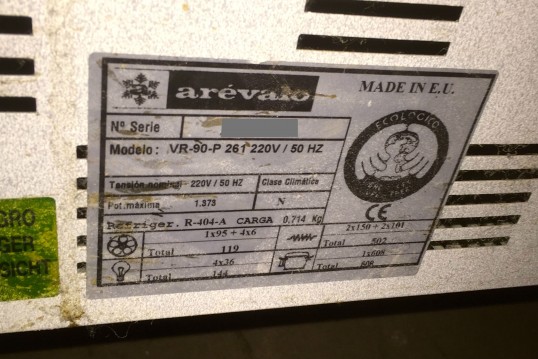 arévalo
MADE IN E.U.
Nº Serie
Modelo : VR-90-P 261 220V / 50 HZ
ECOLOGICO
Tensión nominal - 220V / 50 HZ
Clase Climática
Pot. máxima 1.373
N
Refriger. R-404-A CARGA 0,714 Kg
CE
1x95 + 4x6
Total 119
2x150 + 2x101
Total 502
4x36
Total 144
1x608
Total 608
GRO
GER
SICHT